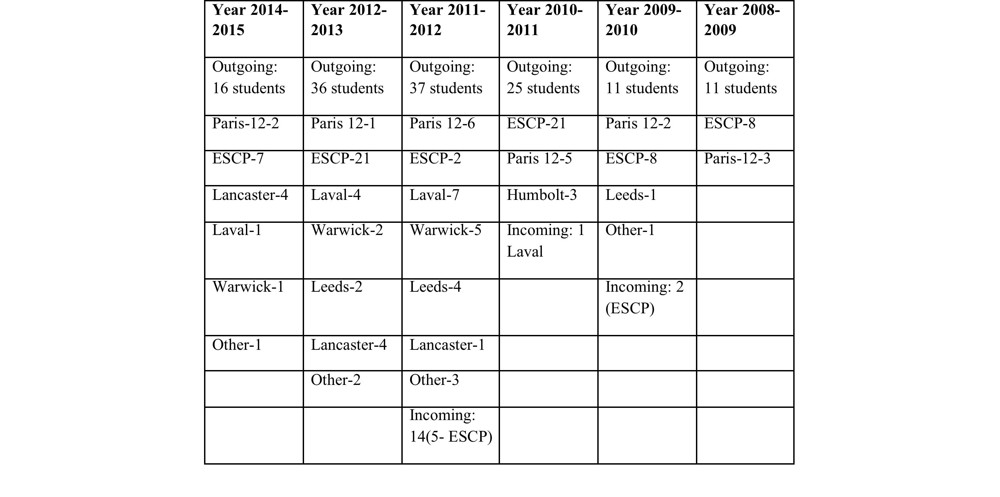 Year 2014-
2015
Year 2012-
2013
Year 2011-
2012
Year 2010-
2011
Year 2009-
2010
Year 2008-
2009
Outgoing:
16 students
Outgoing:
36 students
Outgoing:
37 students
Outgoing:
25 students
Outgoing:
11 students
Outgoing:
11 students
Paris-12-2
Paris 12-1
Paris 12-6
ESCP-21
Paris 12-2
ESCP-8
ESCP-7
ESCP-21
ESCP-2
Paris 12-5
ESCP-8
Paris-12-3
Lancaster-4
Laval-4
Laval-7
Humbolt-3
Leeds-1
Laval-1
Warwick-2
Warwick-5
Incoming: 1
Laval
Other-1
Warwick-1
Leeds-2
Leeds-4
Incoming: 2
(ESCP)
Other-1
Lancaster-4
Lancaster-1
Other-2
Other-3
Incoming:
14(5- ESCP)